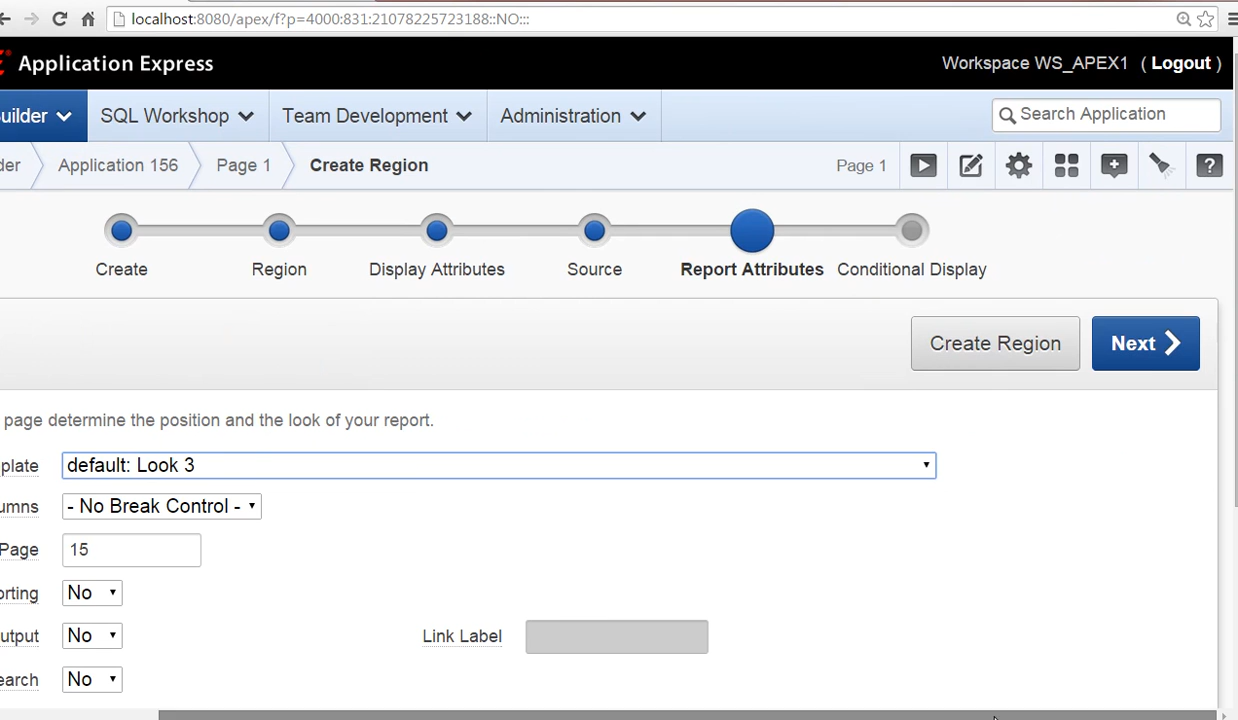 localhost:8080/apex/f?p=4000:831:21078225723188::NO:::
Application Express
Workspace WS_APEX1 ( Logout )
uilder SQL Workshop Team Development Administration Search Application
der Application 156 Page 1 Create Region Page 1 ?
Create Region Display Attributes Source Report Attributes Conditional Display
Create Region Next
page determine the position and the look of your report.
plate default: Look 3
umns - No Break Control -
Page 15
orting No
utput No Link Label
earch No